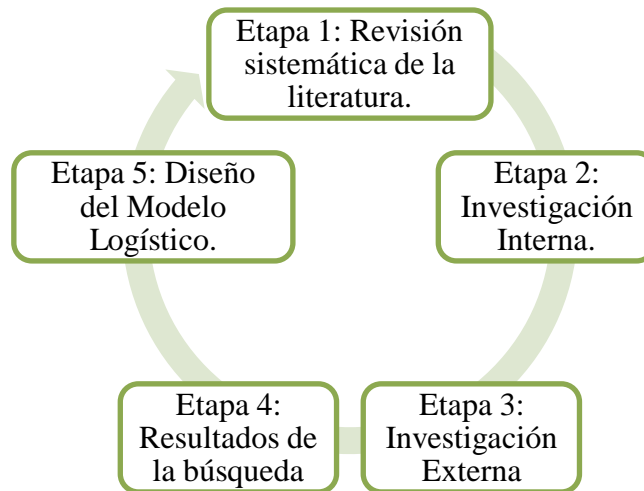 Etapa 1: Revisión
sistemática de la
literatura.
Etapa 2:
Investigación
Interna.
Etapa 3:
Investigación
Externa
Etapa 4:
Resultados de
la búsqueda
Etapa 5: Diseño
del Modelo
Logístico.